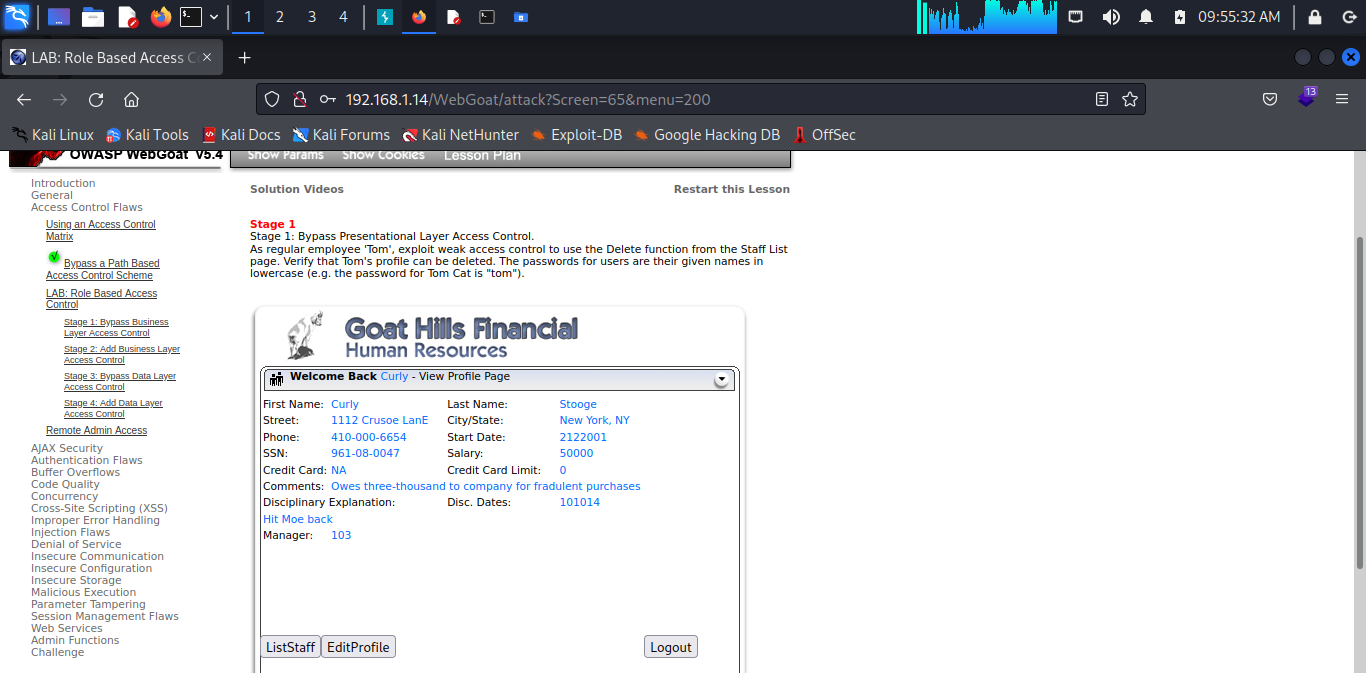 1 2 3 4 09:55:32 AM
LAB: Role Based Access Co
192.168.1.14/WebGoat/attack?Screen=65&menu=200
13
Kali Linux Kali Tools Kali Docs Kali Forums Kali NetHunter Exploit-DB Google Hacking DB OffSec
OWASP WebGoat V5.4
Show Params Show Cookies Lesson Plan
Introduction
General
Access Control Flaws
Using an Access Control
Matrix
Bypass a Path Based
Access Control Scheme
LAB: Role Based Access
Control
Stage 1: Bypass Business
Layer Access Control
Stage 2: Add Business Layer
Access Control
Stage 3: Bypass Data Layer
Access Control
Stage 4: Add Data Layer
Access Control
Remote Admin Access
AJAX Security
Authentication Flaws
Buffer Overflows
Code Quality
Concurrency
Cross-Site Scripting (XSS)
Improper Error Handling
Injection Flaws
Denial of Service
Insecure Communication
Insecure Configuration
Insecure Storage
Malicious Execution
Parameter Tampering
Session Management Flaws
Web Services
Admin Functions
Challenge
Solution Videos Restart this Lesson
Stage 1
Stage 1: Bypass Presentational Layer Access Control.
As regular employee 'Tom', exploit weak access control to use the Delete function from the Staff List
page. Verify that Tom's profile can be deleted. The passwords for users are their given names in
lowercase (e.g. the password for Tom Cat is "tom").
Goat Hills Financial
Human Resources
Welcome Back Curly - View Profile Page
First Name: Curly Last Name: Stooge
Street: 1112 Crusoe LanE City/State: New York, NY
Phone: 410-000-6654 Start Date: 2122001
SSN: 961-08-0047 Salary: 50000
Credit Card: NA Credit Card Limit: 0
Comments: Owes three-thousand to company for fradulent purchases
Disciplinary Explanation: Disc. Dates: 101014
Hit Moe back
Manager: 103
ListStaff EditProfile Logout